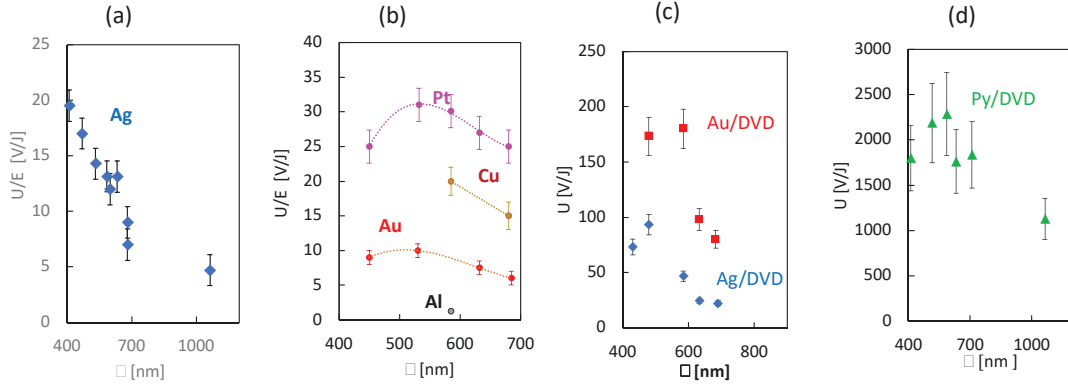 (a)
25
20
15
10
5
0
U/E [V/J]
Ag
400
700
1000
□ [nm]
(b)
40
35
30
25
20
15
10
5
0
U/E [V/J]
Pt
Cu
Au
Al
400
500
600
700
□ [nm]
(c)
250
200
150
100
50
0
U [V/J]
Au/DVD
Ag/DVD
400
600
800
□ [nm]
(d)
3000
2500
2000
1500
1000
500
0
U [V/J]
Py/DVD
400
700
1000
□ [nm ]